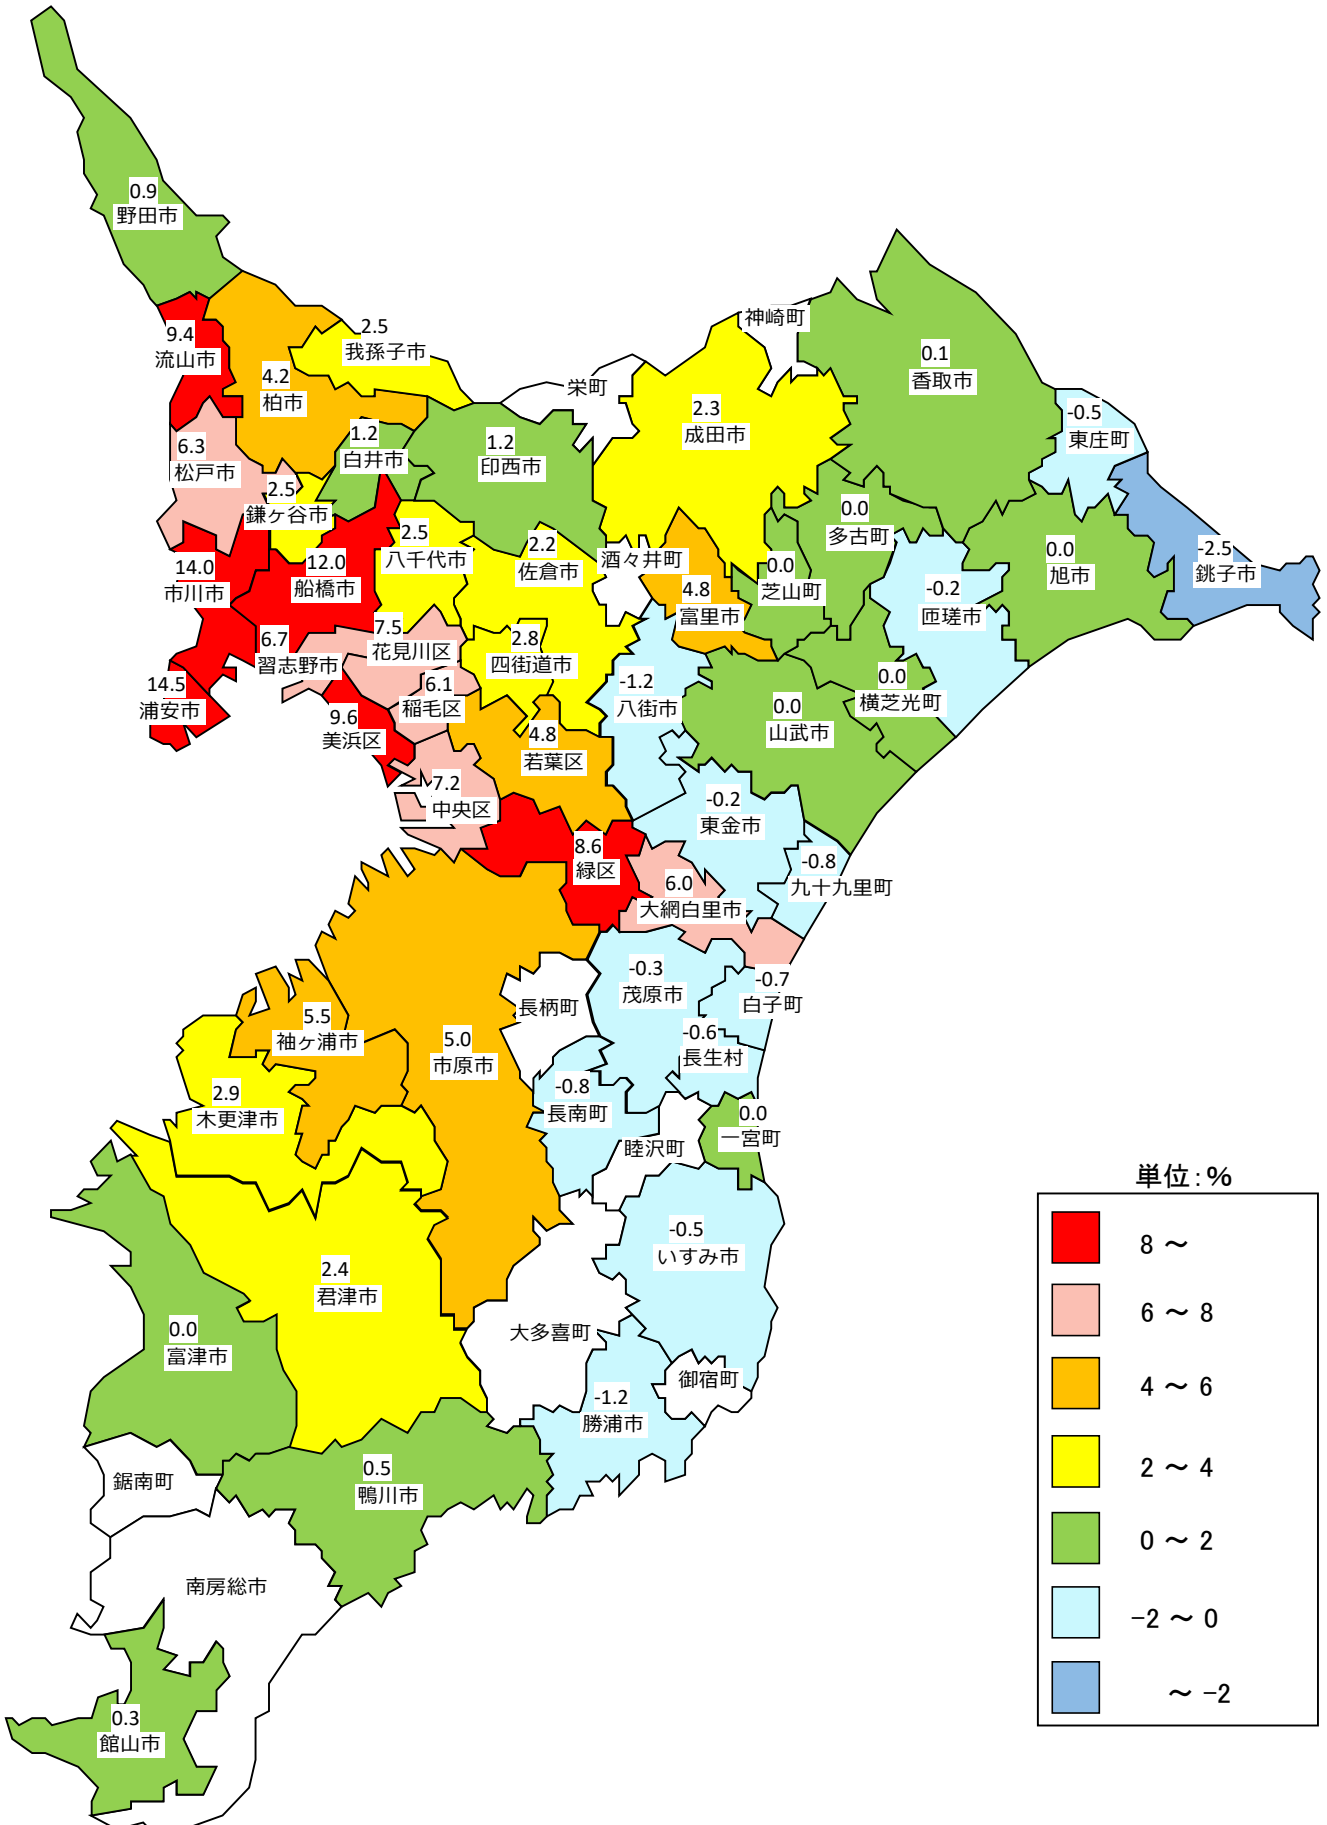 0.9
野田市
9.4
流山市
4.2
柏市
2.5
我孫子市
神崎町
0.1
香取市
栄町
2.3
成田市
-0.5
東庄町
6.3
松戸市
1.2
白井市
1.2
印西市
2.5
鎌ヶ谷市
0.0
多古町
-2.5
銚子市
14.0
市川市
12.0
船橋市
2.5
八千代市
2.2
佐倉市
酒々井町
4.8
富里市
0.0
芝山町
-0.2
匝瑳市
0.0
旭市
6.7
習志野市
7.5
花見川区
2.8
四街道市
14.5
浦安市
9.6
美浜区
6.1
稲毛区
4.8
若葉区
-1.2
八街市
0.0
山武市
0.0
横芝光町
7.2
中央区
-0.2
東金市
8.6
緑区
6.0
大網白里市
-0.8
九十九里町
5.5
袖ヶ浦市
5.0
市原市
長柄町
-0.3
茂原市
-0.7
白子町
-0.6
長生村
2.9
木更津市
-0.8
長南町
睦沢町
0.0
一宮町
2.4
君津市
-0.5
いすみ市
0.0
富津市
大多喜町
御宿町
-1.2
勝浦市
鋸南町
0.5
鴨川市
南房総市
0.3
館山市
単位:%
8 ～
6 ～ 8
4 ～ 6
2 ～ 4
0 ～ 2
-2 ～ 0
～ -2